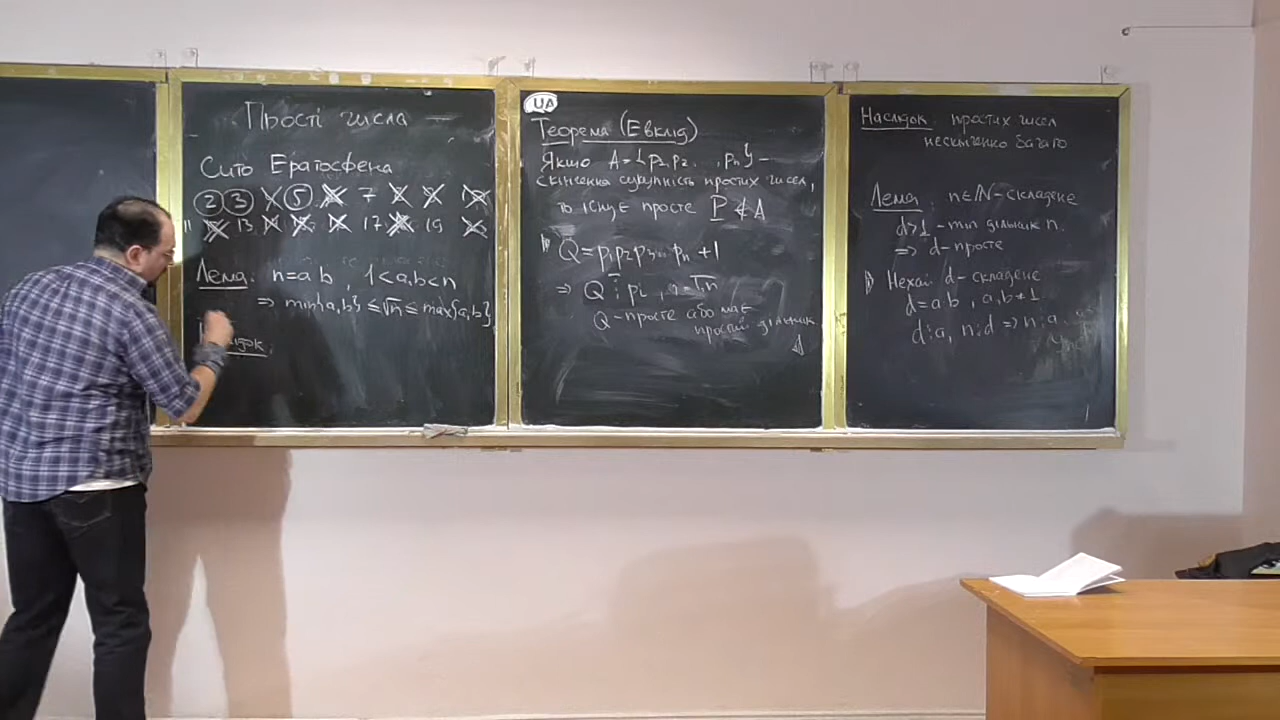 Прості числа —
Сито Ератосфена
2 3 5 7
11 13 17 19
Лема: n=ab, 1<a,b<n
⇒ min{a,b} ≤ √n ≤ max{a,b}
UA
Теорема (Евклід)
Якщо A={p₁,p₂, ,pₙ} –
скінченна сукупність простих чисел,
то існує просте P ∉ A
Q=p₁p₂p₃...pₙ +1
Q – просте або має
простий дільник.
Наслідок: простих чисел
нескінченно багато
Лема: n∈ℕ – складене
d>1 – min дільник n.
⇒ d – просте
Нехай d – складене
d=ab, a,b≠1
d⋮a, n⋮d ⇒ n⋮a